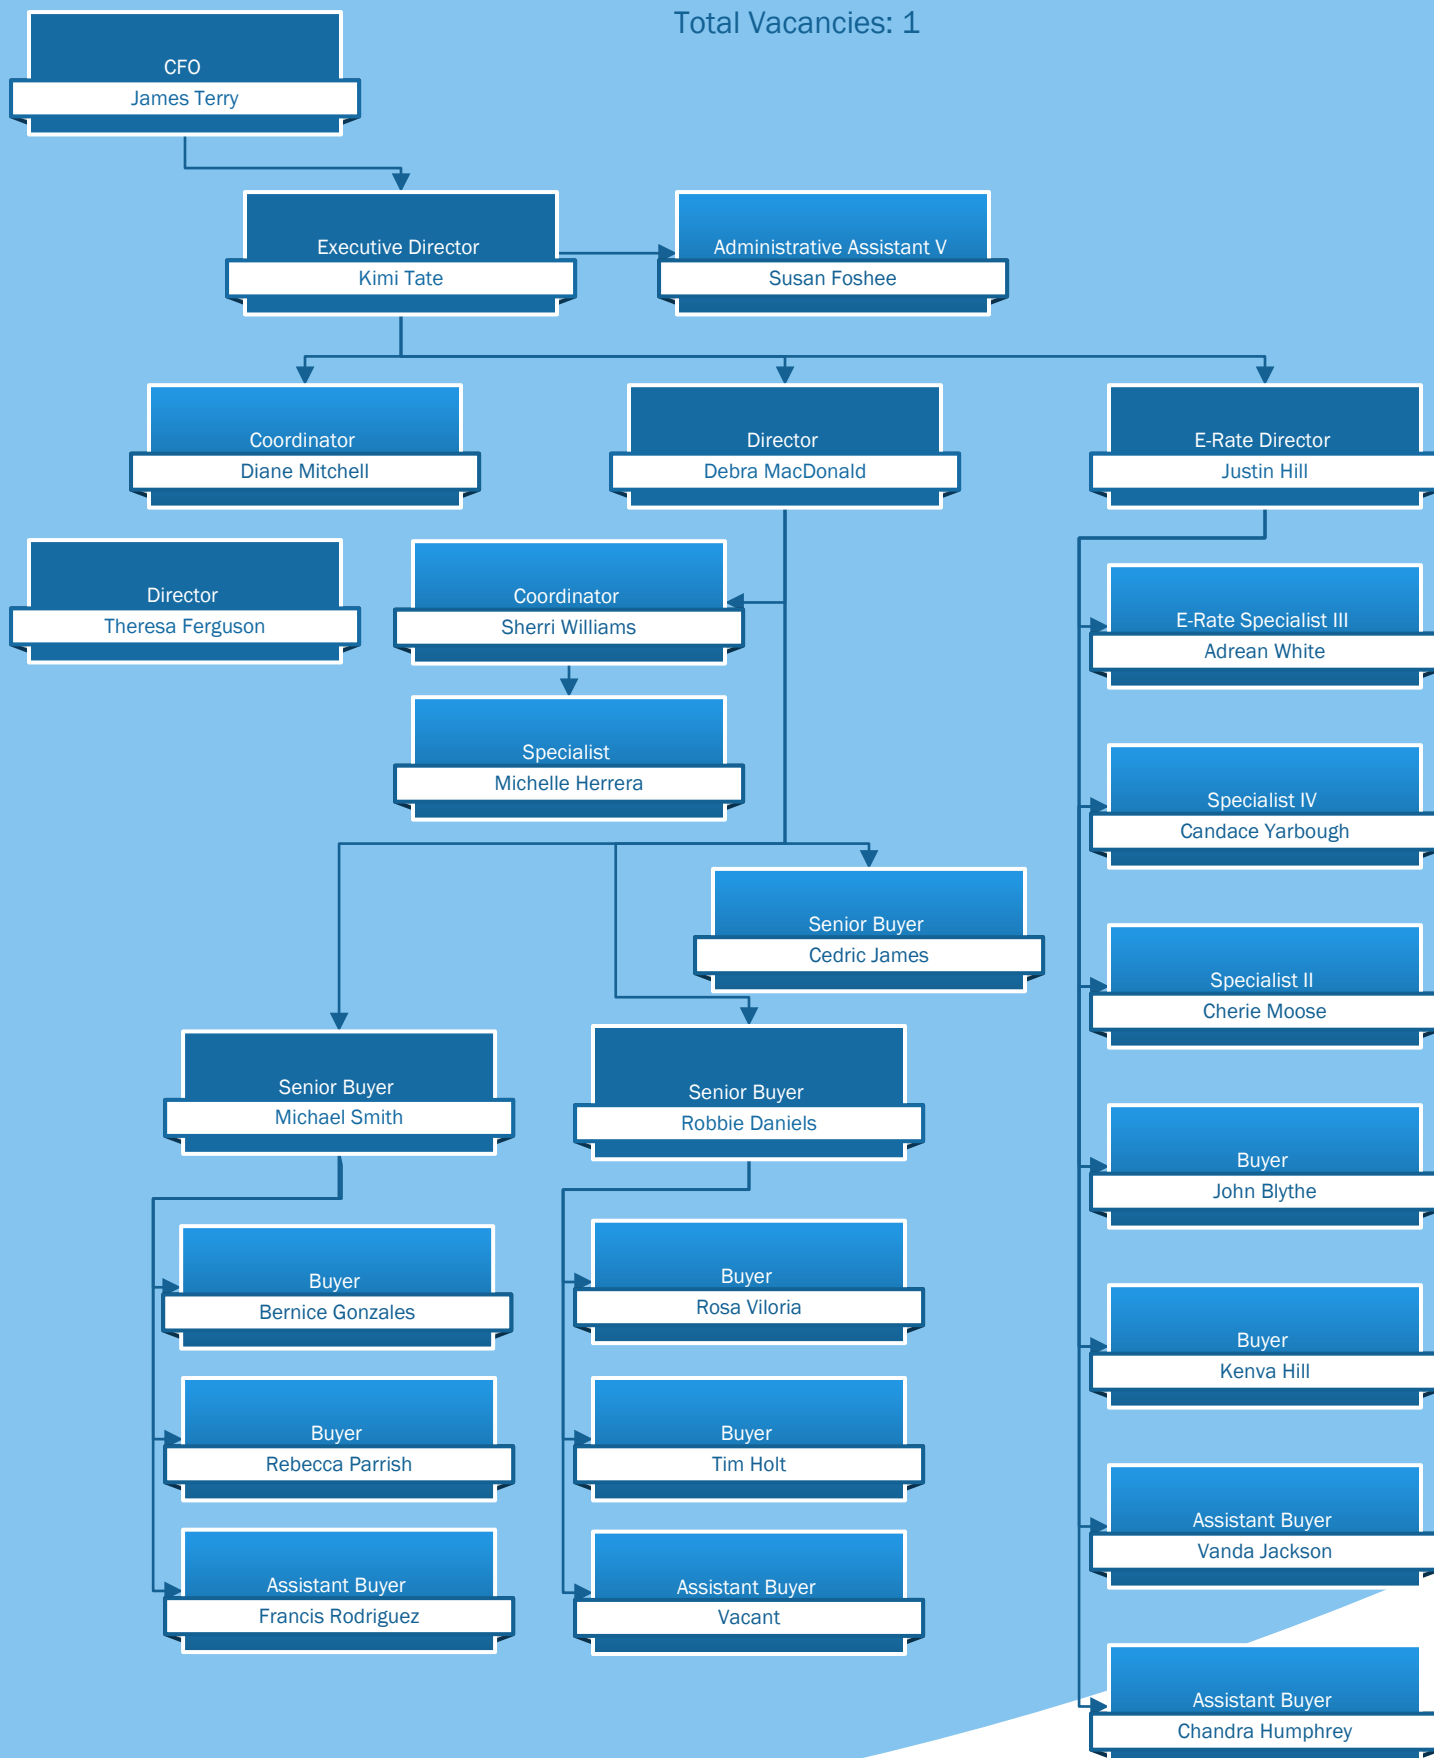 Total Vacancies: 1
CFO
James Terry
Executive Director
Kimi Tate
Administrative Assistant V
Susan Foshee
Coordinator
Diane Mitchell
Director
Debra MacDonald
E-Rate Director
Justin Hill
Director
Theresa Ferguson
Coordinator
Sherri Williams
Specialist
Michelle Herrera
Senior Buyer
Cedric James
Senior Buyer
Michael Smith
Buyer
Bernice Gonzales
Buyer
Rebecca Parrish
Assistant Buyer
Francis Rodriguez
Senior Buyer
Robbie Daniels
Buyer
Rosa Viloria
Buyer
Tim Holt
Assistant Buyer
Vacant
E-Rate Specialist III
Adrean White
Specialist IV
Candace Yarbough
Specialist II
Cherie Moose
Buyer
John Blythe
Buyer
Kenva Hill
Assistant Buyer
Vanda Jackson
Assistant Buyer
Chandra Humphrey